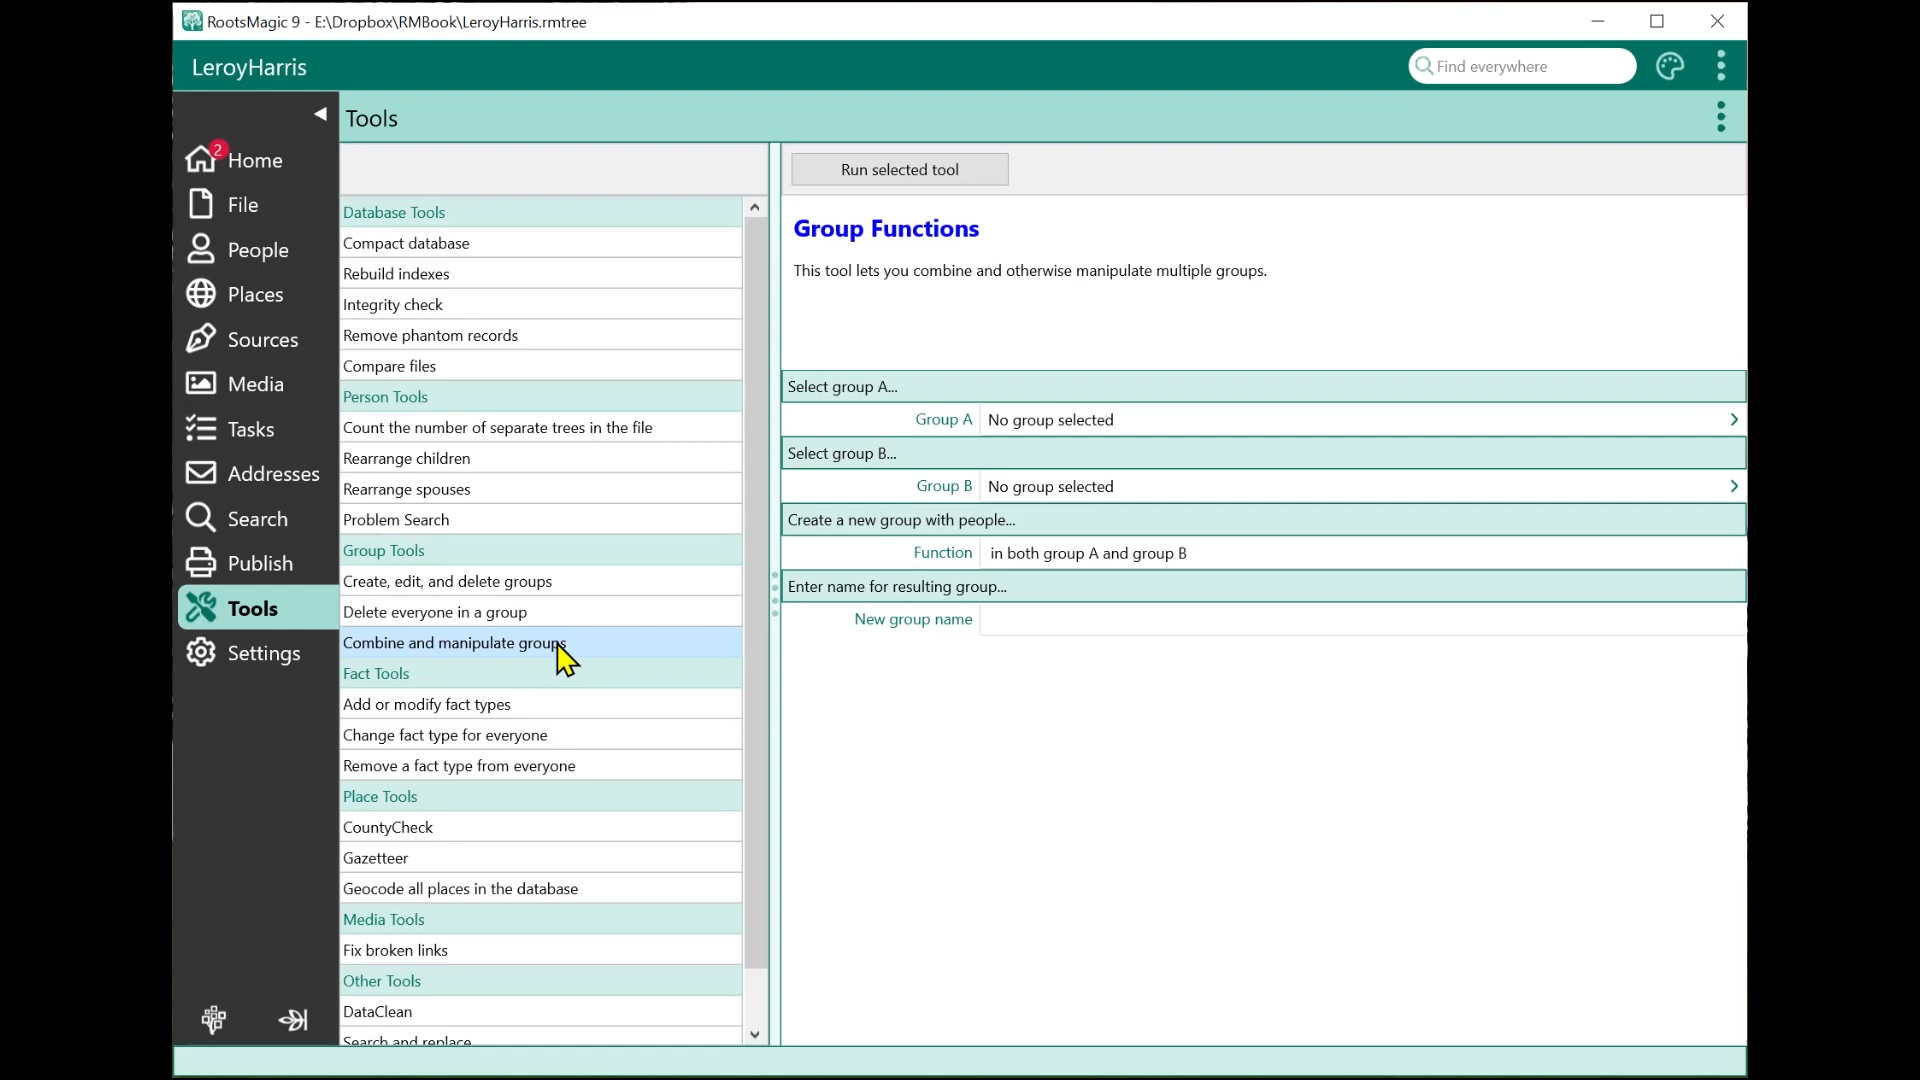 RootsMagic 9 - E:\Dropbox\RMBook\LeroyHarris.rmtree
LeroyHarris
Find everywhere
Tools
2
Home
File
People
Places
Sources
Media
Tasks
Addresses
Search
Publish
Tools
Settings
Database Tools
Compact database
Rebuild indexes
Integrity check
Remove phantom records
Compare files
Person Tools
Count the number of separate trees in the file
Rearrange children
Rearrange spouses
Problem Search
Group Tools
Create, edit, and delete groups
Delete everyone in a group
Combine and manipulate groups
Fact Tools
Add or modify fact types
Change fact type for everyone
Remove a fact type from everyone
Place Tools
CountyCheck
Gazetteer
Geocode all places in the database
Media Tools
Fix broken links
Other Tools
DataClean
Search and replace
Run selected tool
Group Functions
This tool lets you combine and otherwise manipulate multiple groups.
Select group A...
Group A No group selected
Select group B...
Group B No group selected
Create a new group with people...
Function in both group A and group B
Enter name for resulting group...
New group name